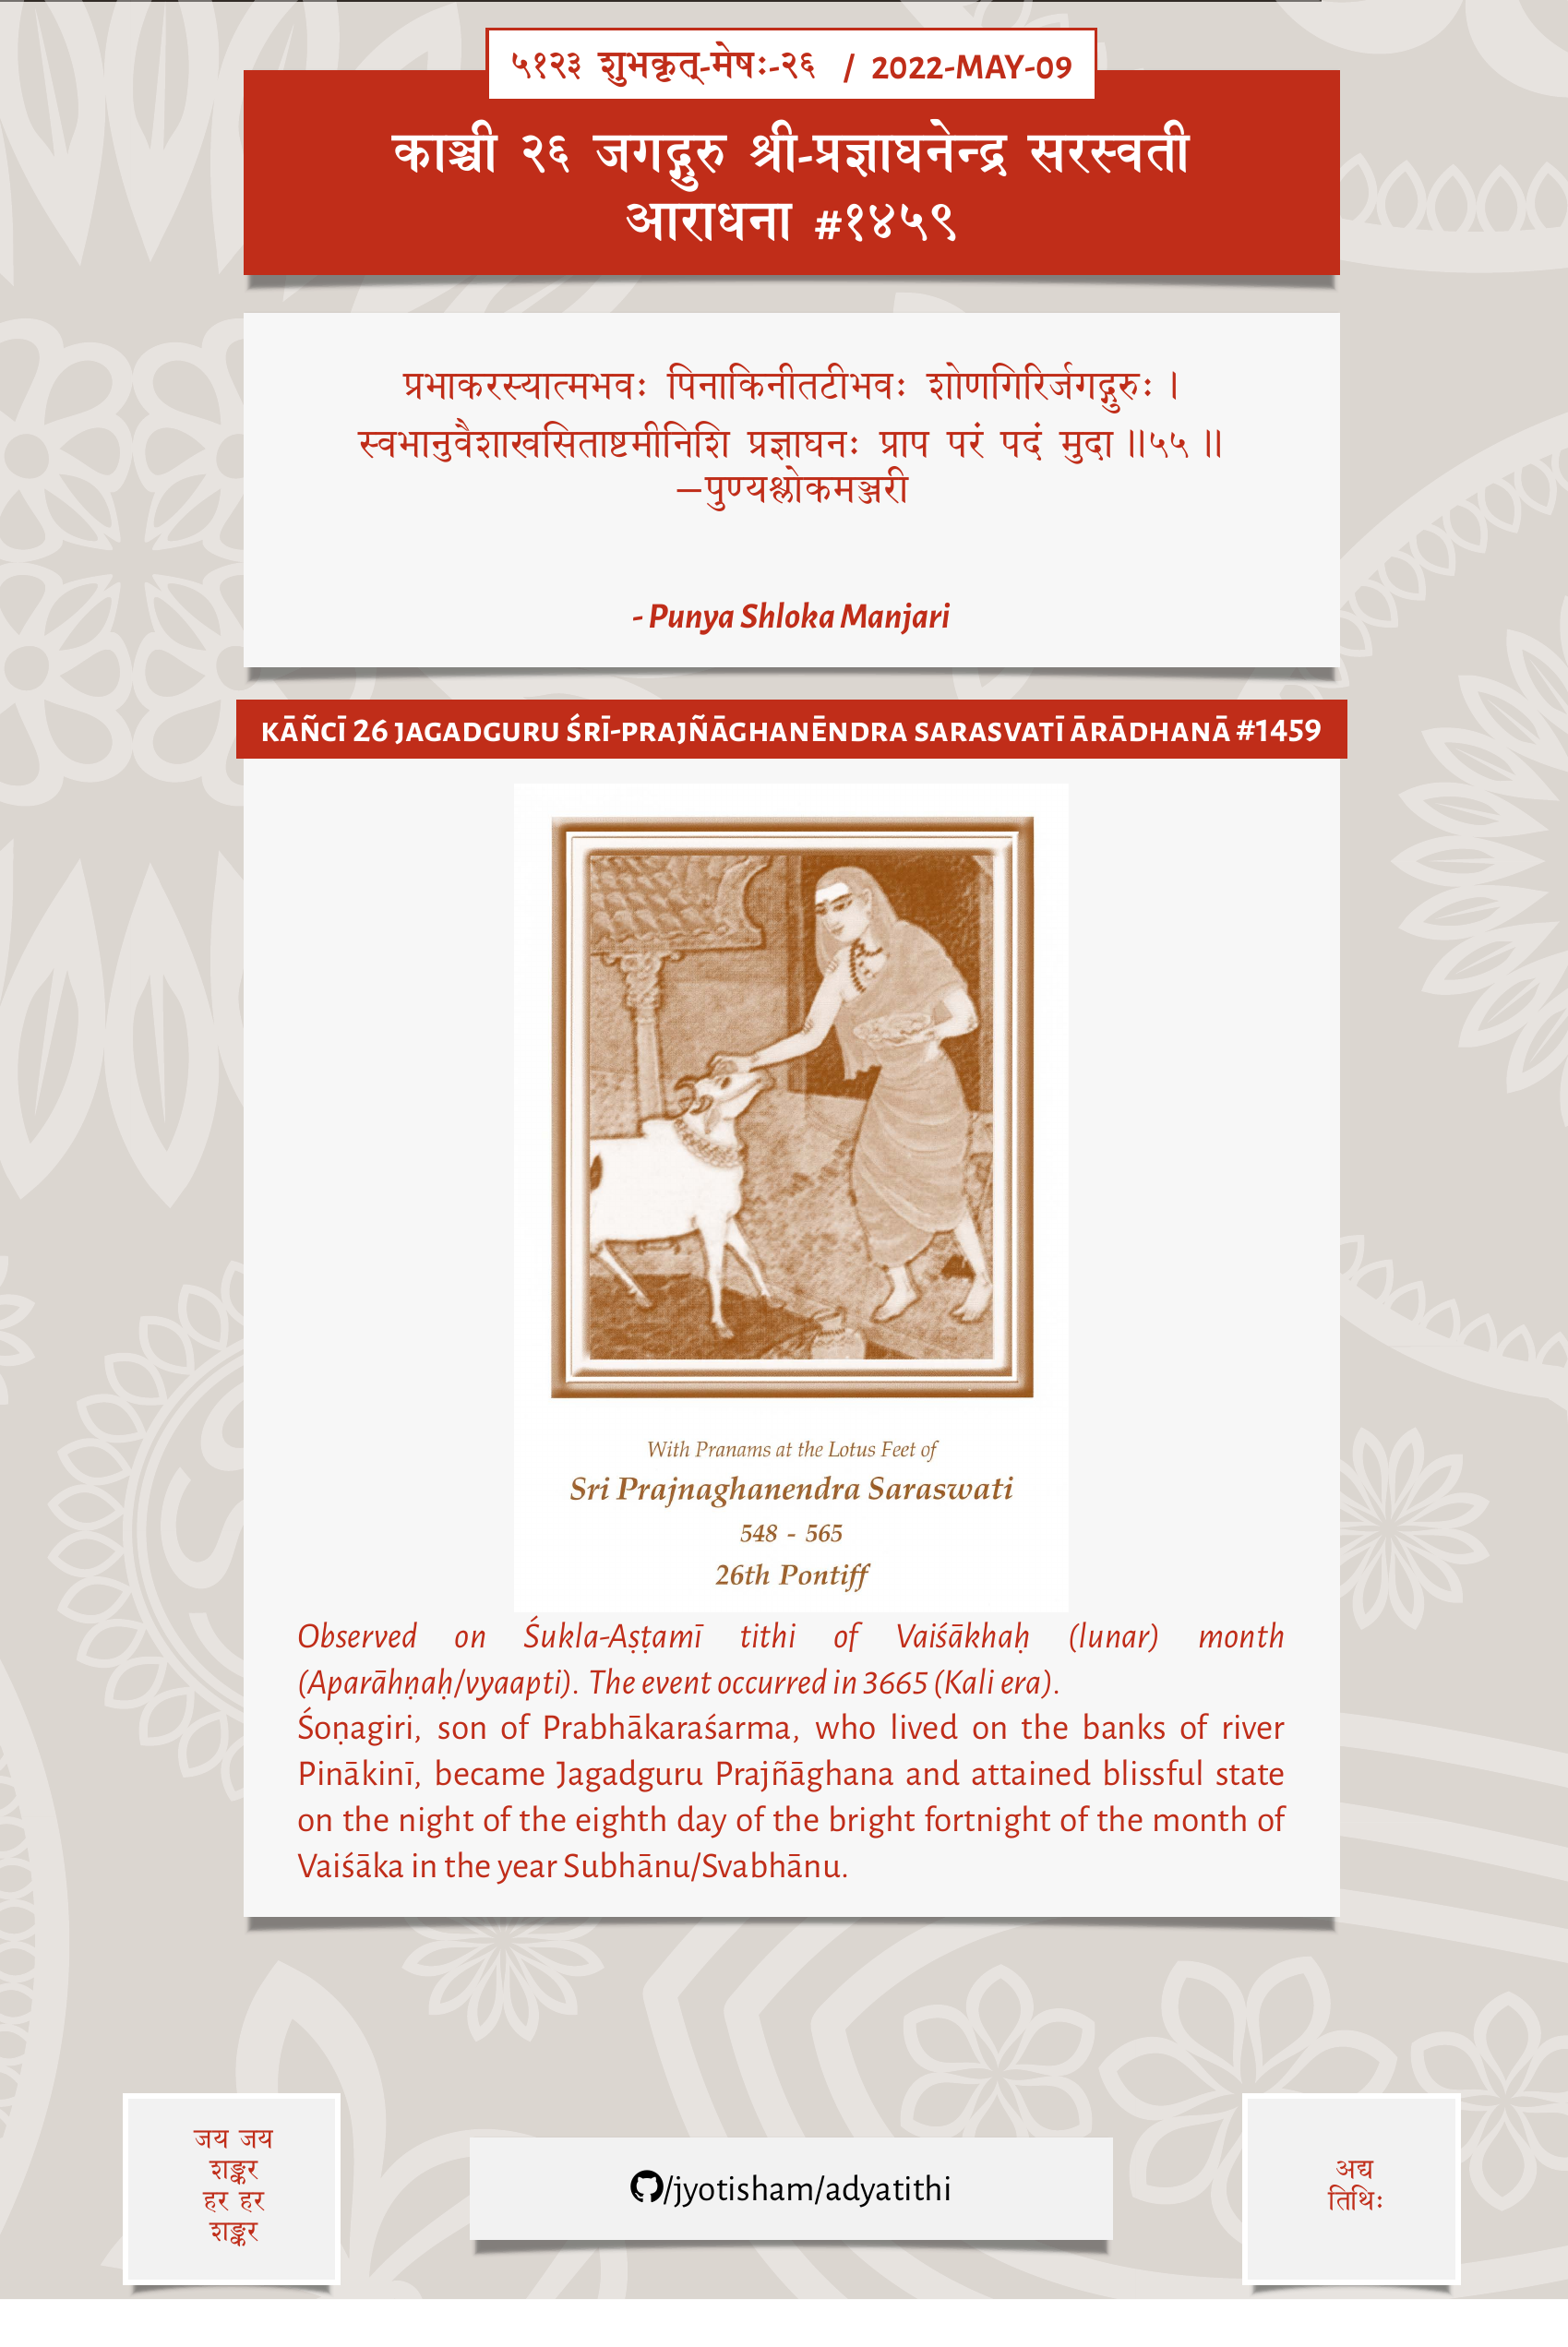 ५१२३ शुभकृत्-मेषः-२६ / 2022-MAY-09
काञ्ची २६ जगद्गुरु श्री-प्रज्ञाघनेन्द्र सरस्वती
आराधना #१४५९
प्रभाकरस्यात्मभवः पिनाकिनीतटीभवः शोणगिरिर्जगद्गुरुः ।
स्वभानुवैशाखसिताष्टमीनिशि प्रज्ञाघनः प्राप परं पदं मुदा ॥५५ ॥
—पुण्यश्लोकमञ्जरी
- Punya Shloka Manjari
KĀÑCĪ 26 JAGADGURU ŚRĪ-PRAJÑĀGHANĒNDRA SARASVATĪ ĀRĀDHANĀ #1459
With Pranams at the Lotus Feet of
Sri Prajnaghanendra Saraswati
548 - 565
26th Pontiff
Observed on Śukla-Aṣṭamī tithi of Vaiśākhaḥ (lunar) month
(Aparāhṇaḥ/vyaapti). The event occurred in 3665 (Kali era).
Śoṇagiri, son of Prabhākaraśarma, who lived on the banks of river
Pinākinī, became Jagadguru Prajñāghana and attained blissful state
on the night of the eighth day of the bright fortnight of the month of
Vaiśāka in the year Subhānu/Svabhānu.
जय जय
शङ्कर
हर हर
शङ्कर
/jyotisham/adyatithi
अद्य
तिथिः